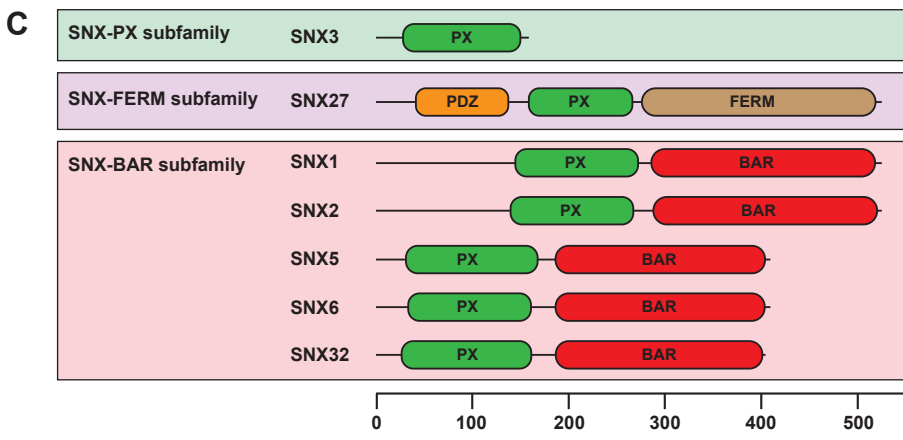 C
SNX-PX subfamily SNX3 PX
SNX-FERM subfamily SNX27 PDZ PX FERM
SNX-BAR subfamily SNX1 PX BAR
SNX2 PX BAR
SNX5 PX BAR
SNX6 PX BAR
SNX32 PX BAR
0 100 200 300 400 500